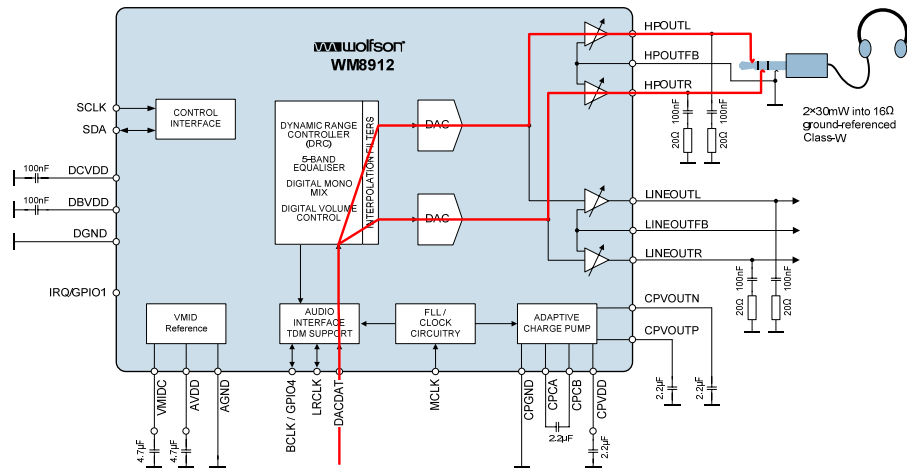 wolfson
WM8912
HPOUTL
HPOUTFB
HPOUTR
100nF
100nF
20Ω
20Ω
2×30mW into 16Ω
ground-referenced
Class-W
SCLK
SDA
CONTROL
INTERFACE
DYNAMIC RANGE
CONTROLLER
(DRC)
5-BAND
EQUALISER
DIGITAL MONO
MIX
DIGITAL VOLUME
CONTROL
INTERPOLATION FILTERS
DAC
DAC
100nF
DCVDD
100nF
DBVDD
DGND
IRQ/GPIO1
LINEOUTL
LINEOUTFB
LINEOUTR
100nF
100nF
20Ω
20Ω
VMID
Reference
AUDIO
INTERFACE
TDM SUPPORT
FLL /
CLOCK
CIRCUITRY
ADAPTIVE
CHARGE PUMP
CPVOUTN
CPVOUTP
VMIDC
AVDD
AGND
BCLK / GPIO4
LRCLK
DACDAT
MCLK
CPGND
CPCA
CPCB
CPVDD
4.7µF
4.7µF
2.2µF
2.2µF
2.2µF
2.2µF